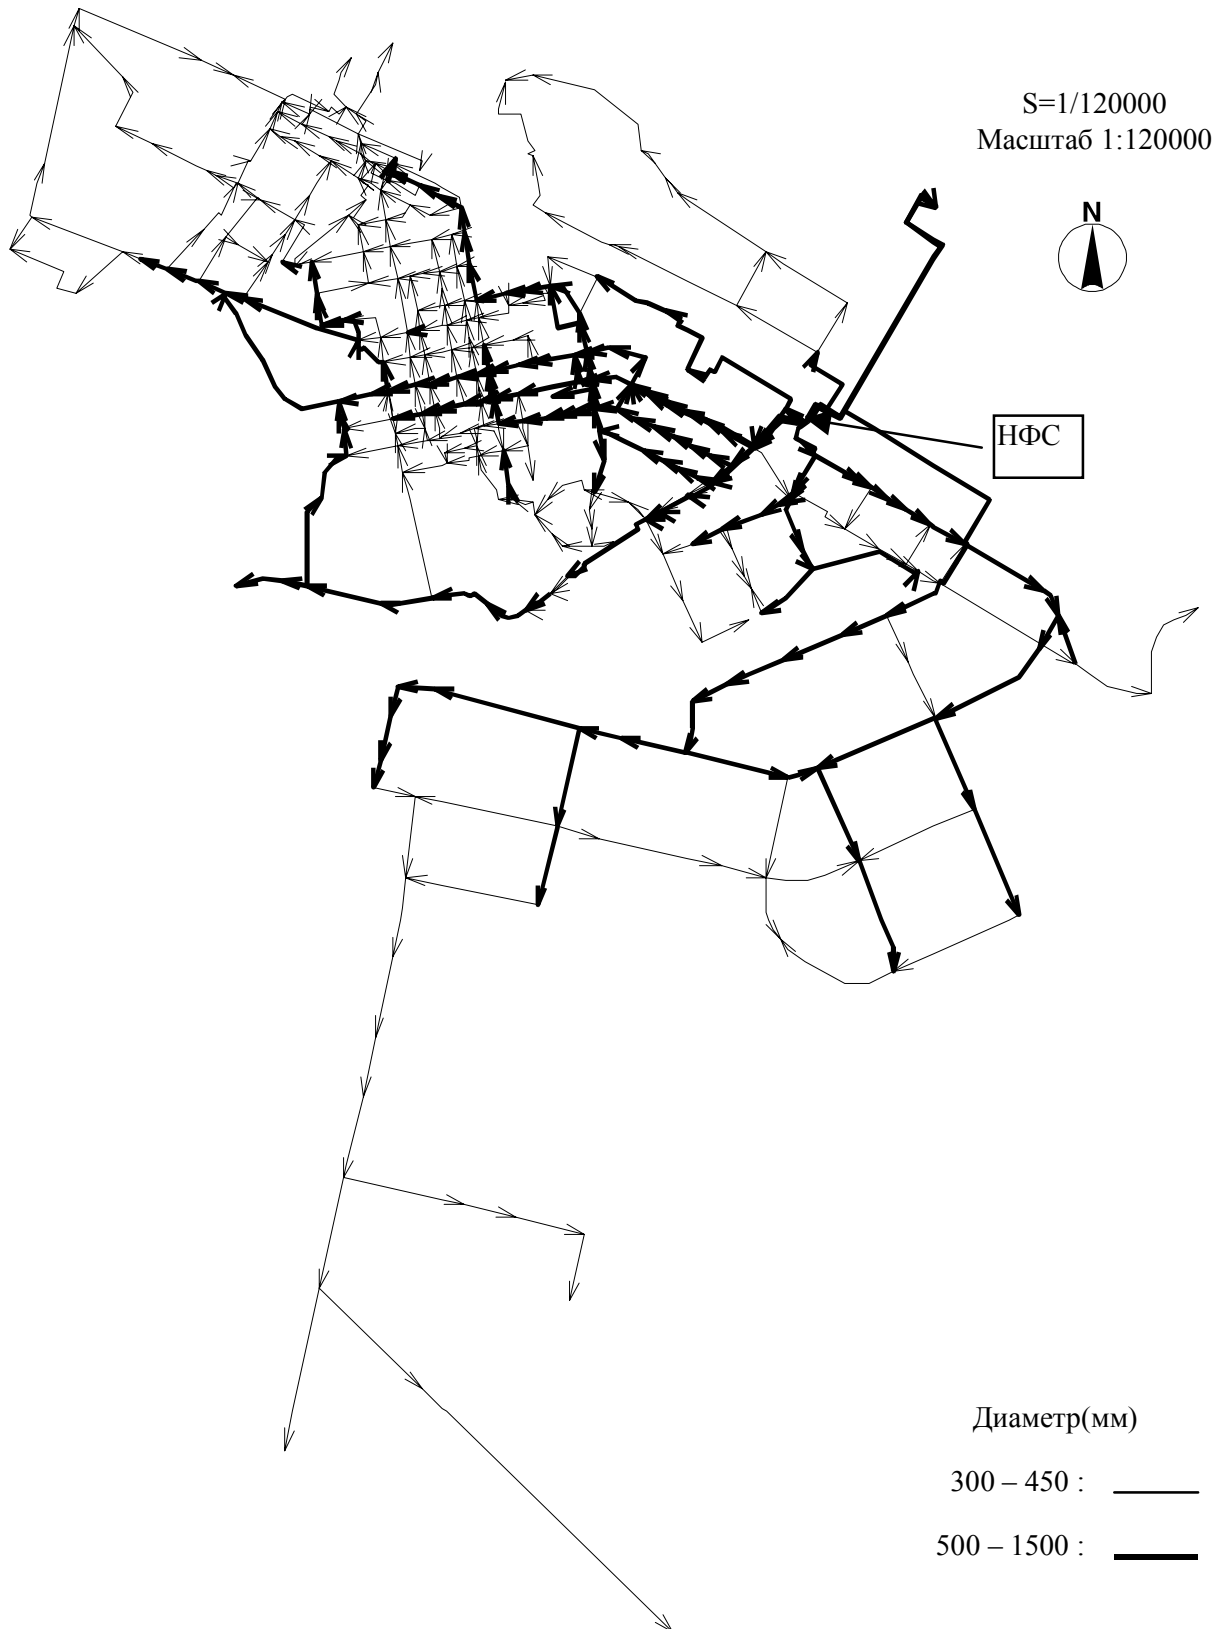 S=1/120000
Масштаб 1:120000
N
НФС
Диаметр(мм)
300 – 450 :
500 – 1500 :